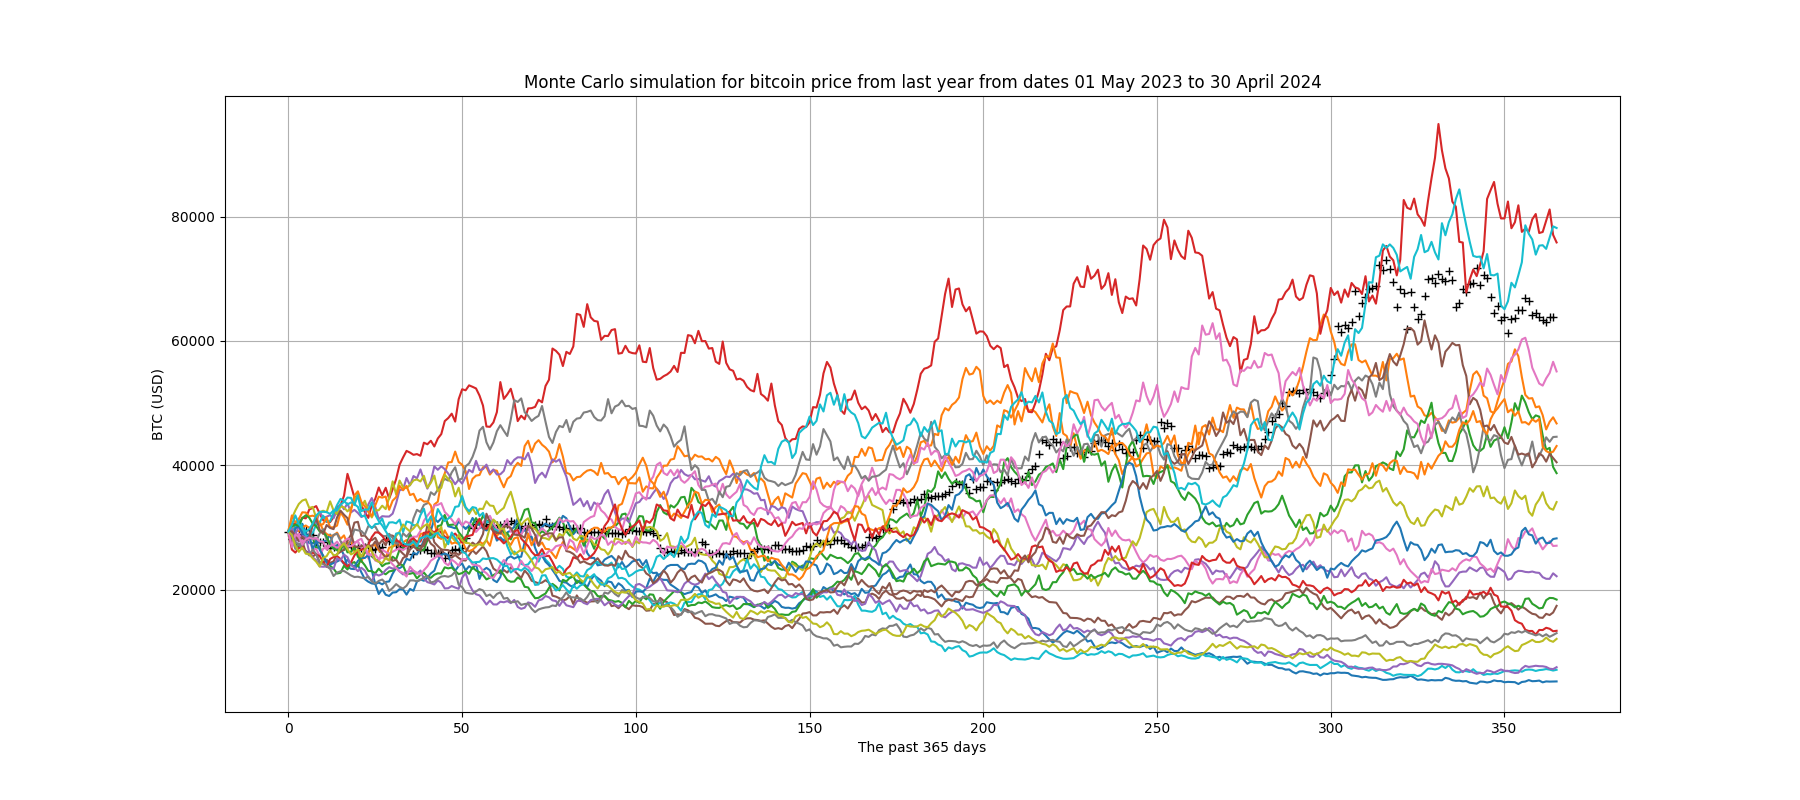 Monte Carlo simulation for bitcoin price from last year from dates 01 May 2023 to 30 April 2024
80000
60000
40000
20000
BTC (USD)
0 50 100 150 200 250 300 350
The past 365 days